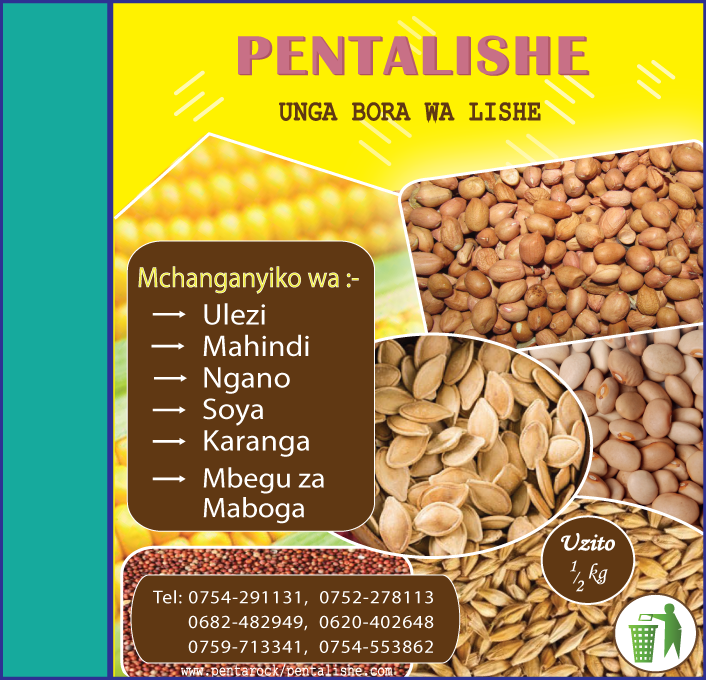 PENTALISHE
UNGA BORA WA LISHE
Mchanganyiko wa :-
Ulezi
Mahindi
Ngano
Soya
Karanga
Mbegu za
Maboga
Uzito
1/2 kg
Tel: 0754-291131, 0752-278113
0682-482949, 0620-402648
0759-713341, 0754-553862
www.pentarock/pentalishe.com